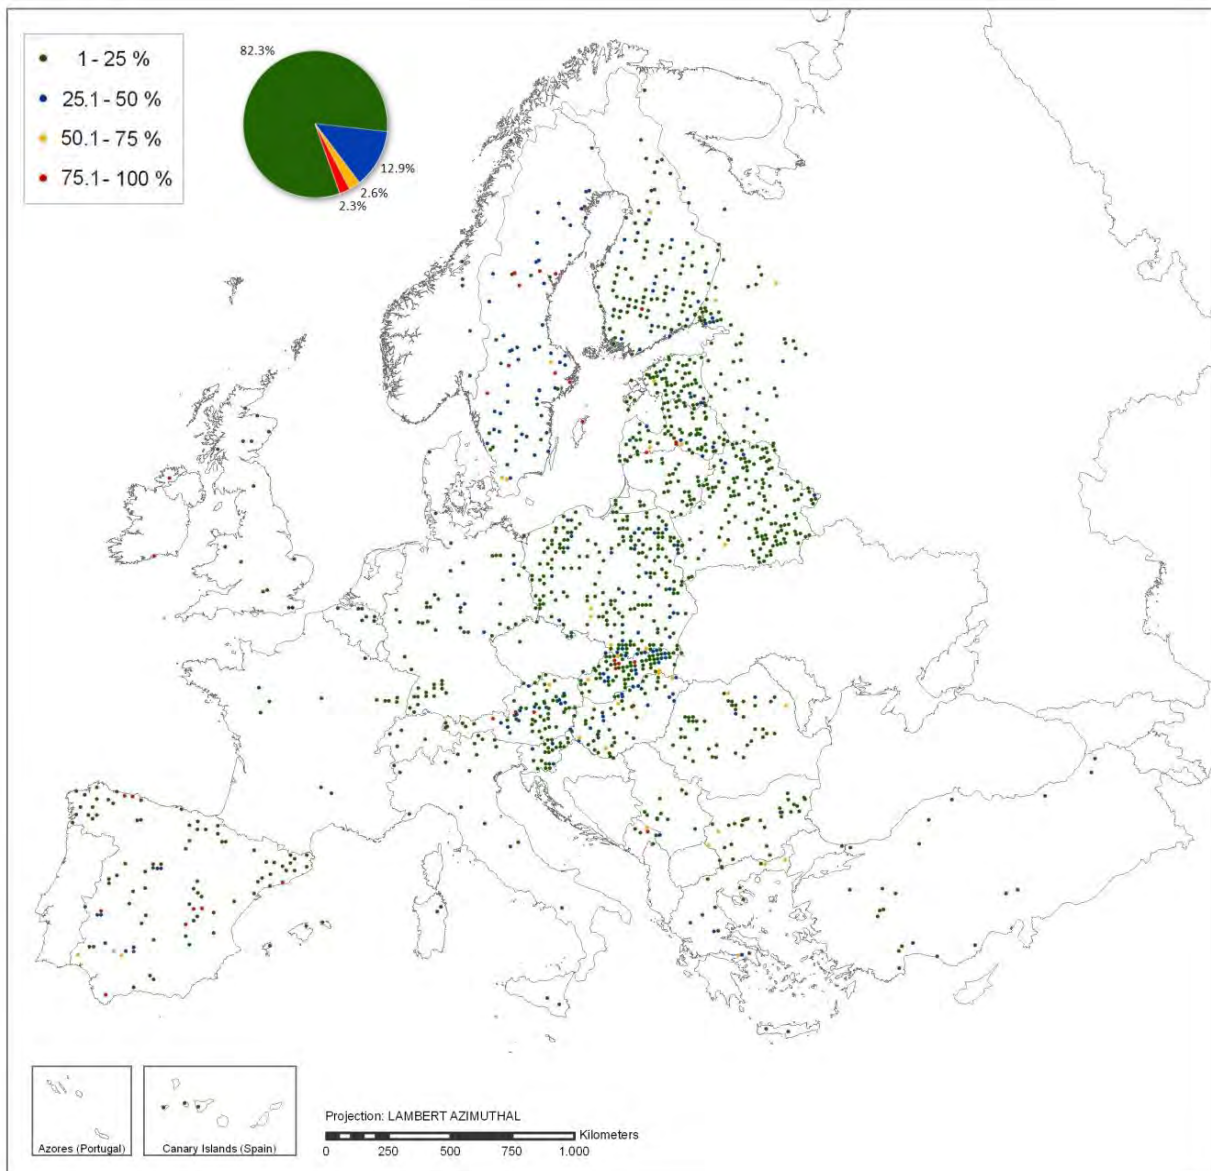 1 - 25 %
25.1 - 50 %
50.1 - 75 %
75.1 - 100 %
82.3%
12.9%
2.6%
2.3%
Azores (Portugal)
Canary Islands (Spain)
Projection: LAMBERT AZIMUTHAL
Kilometers
0 250 500 750 1.000